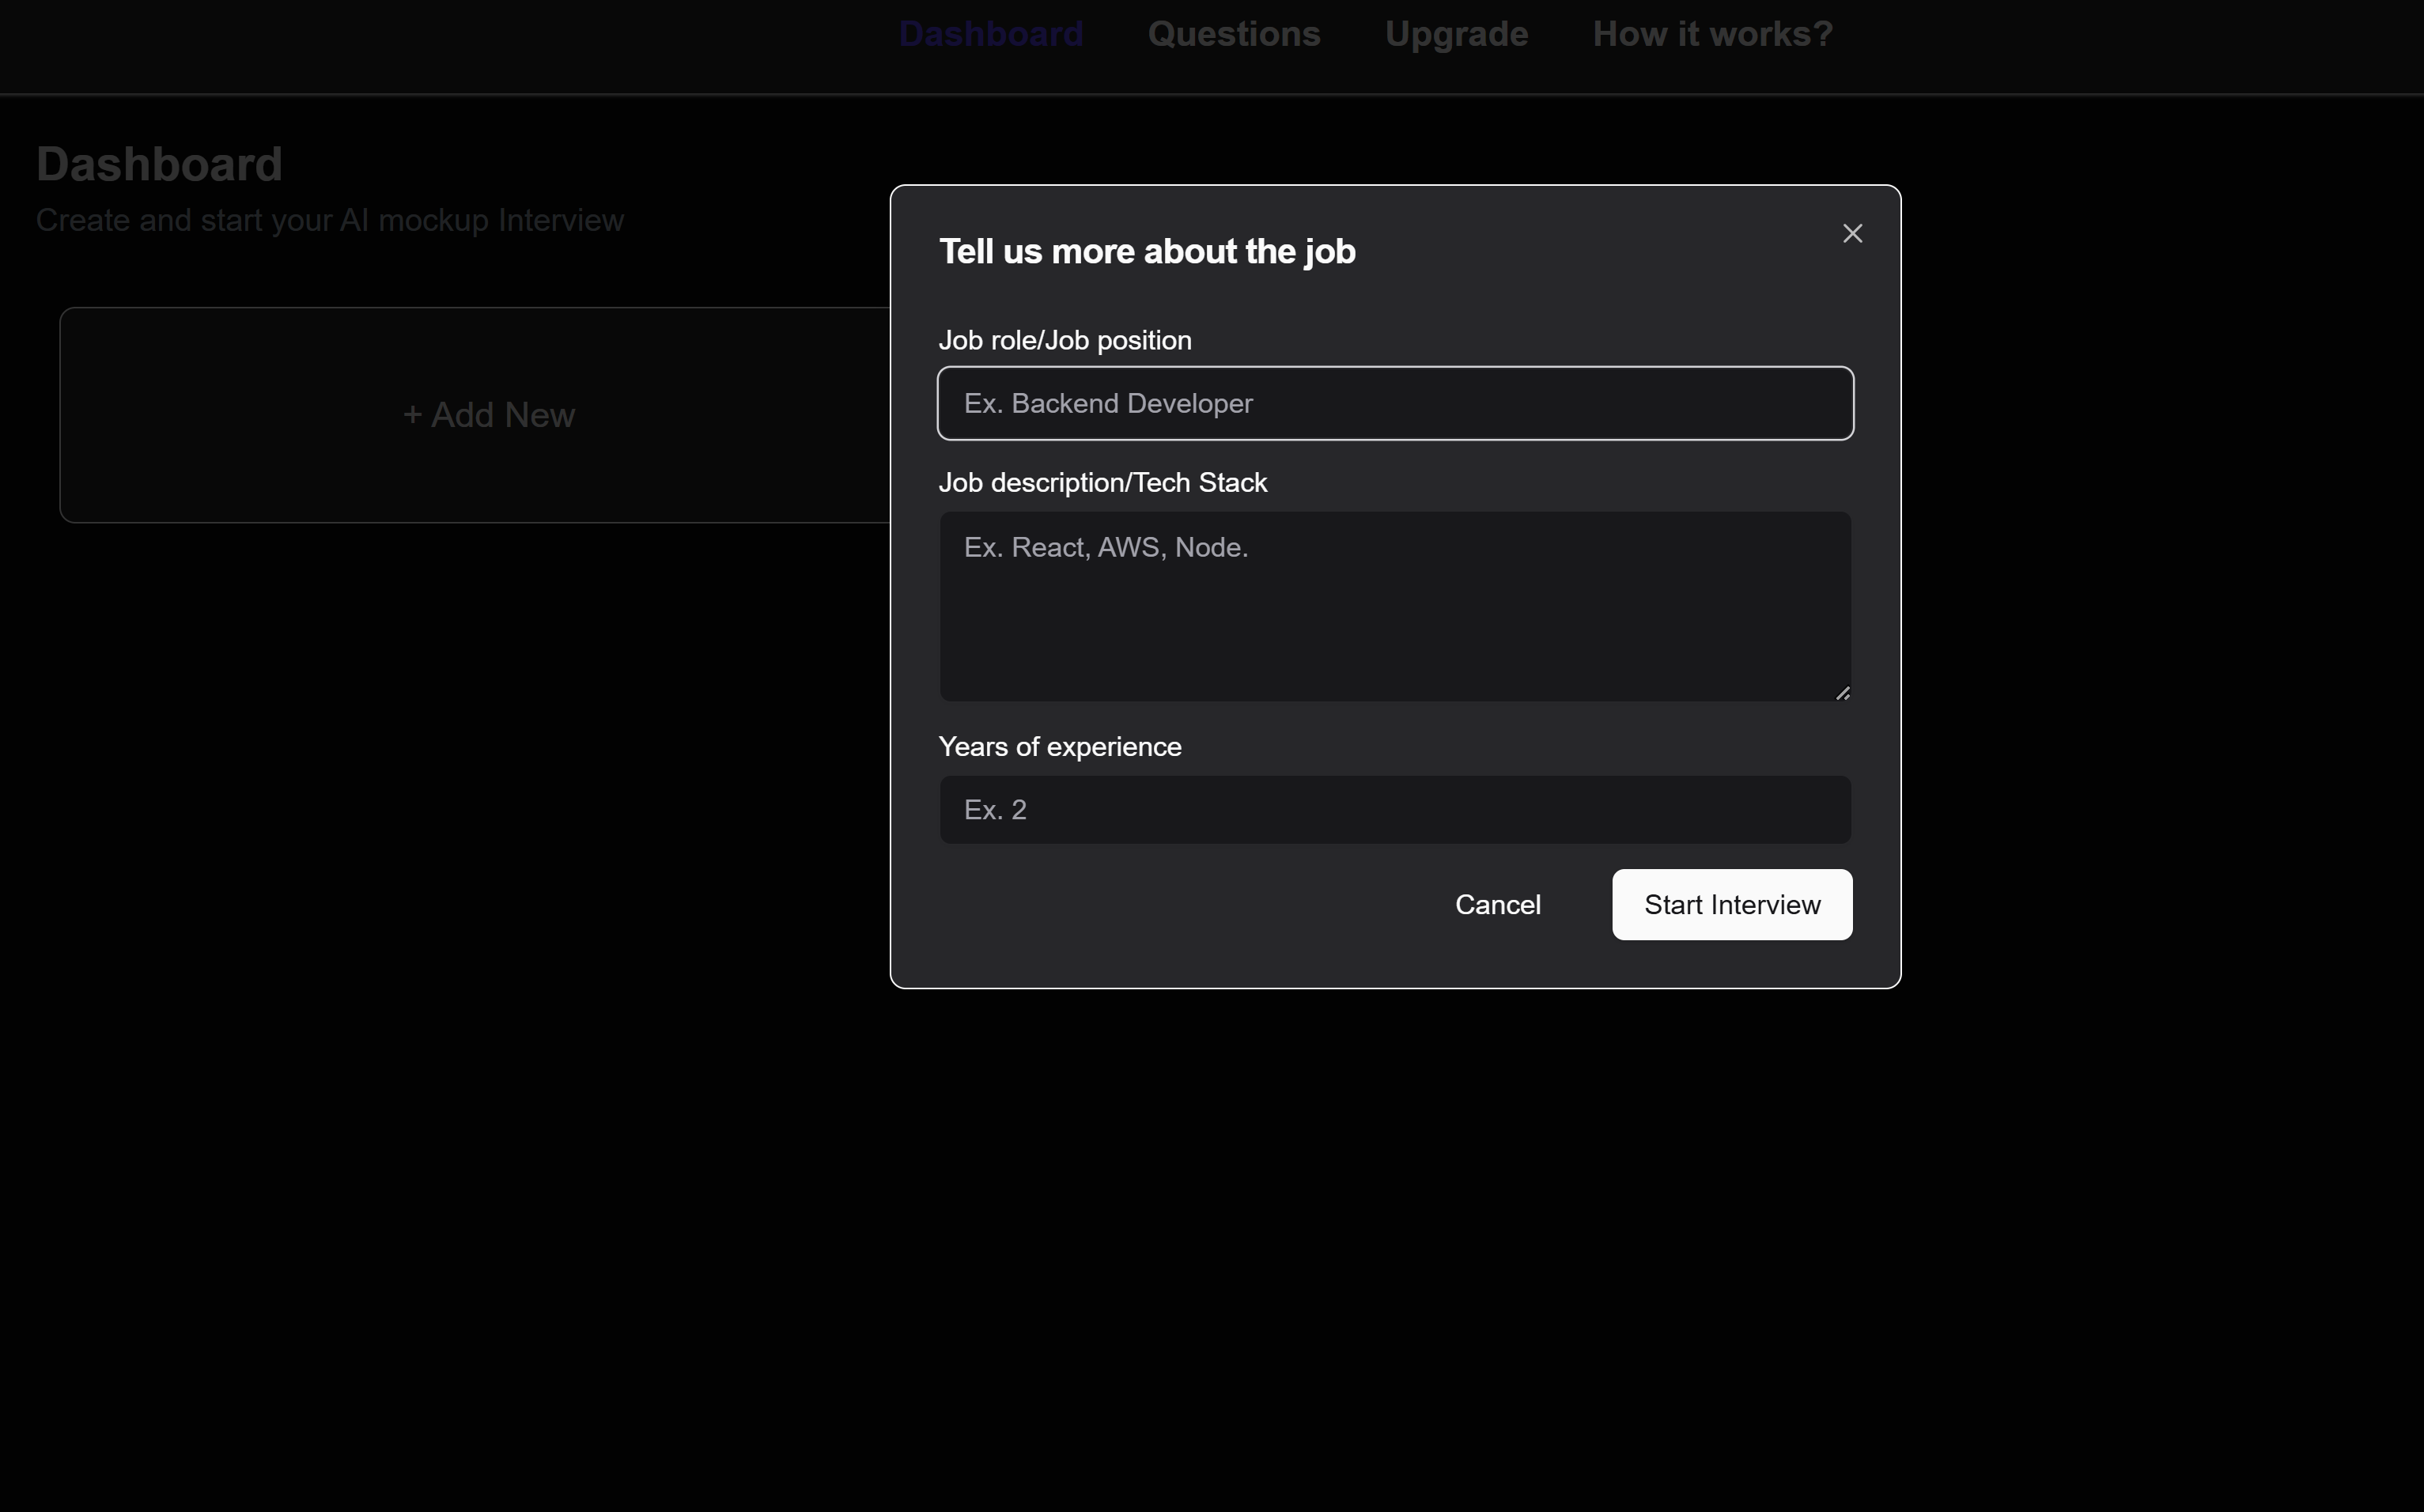 Dashboard Questions Upgrade How it works?
Dashboard
Create and start your AI mockup Interview
+ Add New
Tell us more about the job
Job role/Job position
Ex. Backend Developer
Job description/Tech Stack
Ex. React, AWS, Node.
Years of experience
Ex. 2
Cancel Start Interview